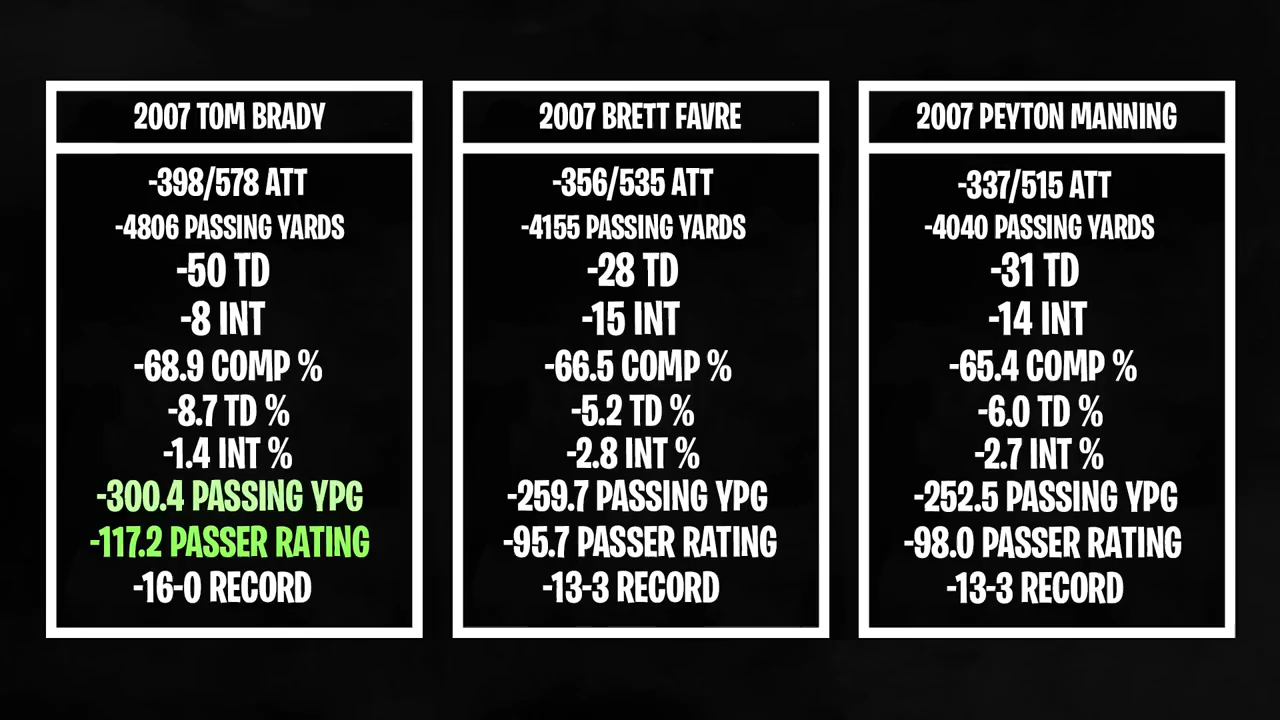 2007 TOM BRADY
-398/578 ATT
-4806 PASSING YARDS
-50 TD
-8 INT
-68.9 COMP %
-8.7 TD %
-1.4 INT %
-300.4 PASSING YPG
-117.2 PASSER RATING
-16-0 RECORD
2007 BRETT FAVRE
-356/535 ATT
-4155 PASSING YARDS
-28 TD
-15 INT
-66.5 COMP %
-5.2 TD %
-2.8 INT %
-259.7 PASSING YPG
-95.7 PASSER RATING
-13-3 RECORD
2007 PEYTON MANNING
-337/515 ATT
-4040 PASSING YARDS
-31 TD
-14 INT
-65.4 COMP %
-6.0 TD %
-2.7 INT %
-252.5 PASSING YPG
-98.0 PASSER RATING
-13-3 RECORD